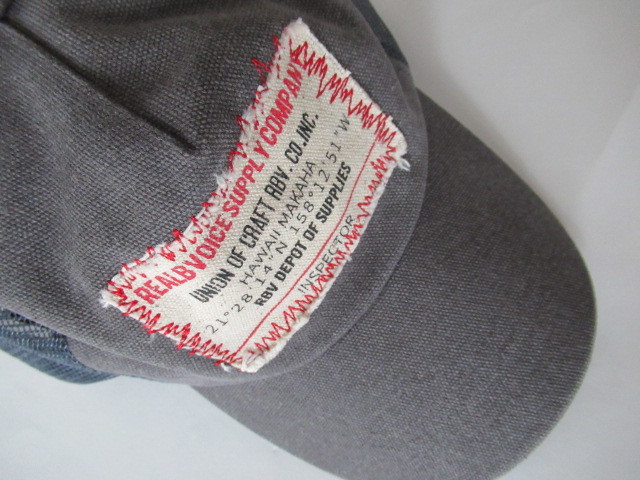 REALBVOICE SUPPLY COMPANY
UNION OF CRAFT RBV. CO.,INC.
HAWAII MAKAHA
21°28'14"N 158°12'51"W
RBV DEPOT OF SUPPLIES
INSPECTOR